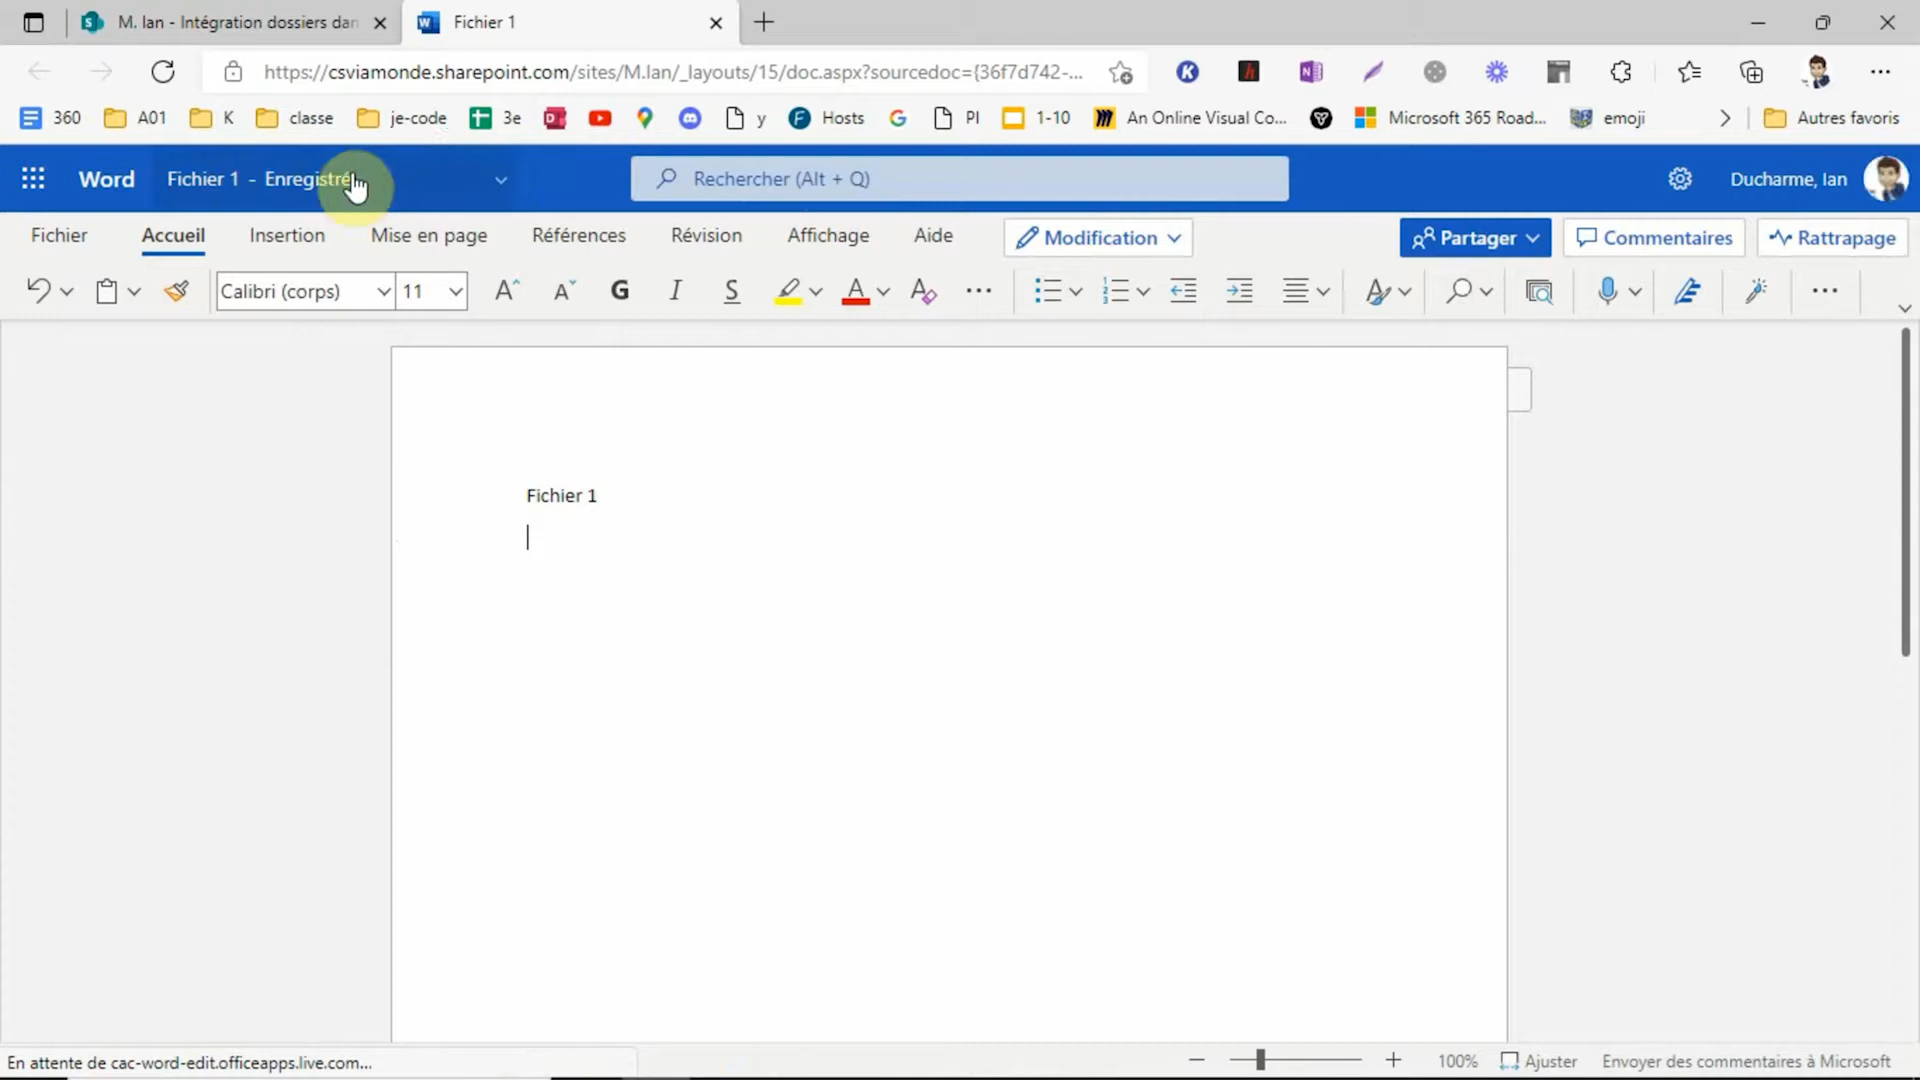 M. Ian - Intégration dossiers dan
Fichier 1
https://csviamonde.sharepoint.com/sites/M.Ian/_layouts/15/doc.aspx?sourcedoc={36f7d742-...
360 A01 K classe je-code 3e y Hosts PI 1-10 An Online Visual Co... Microsoft 365 Road... emoji Autres favoris
Word Fichier 1 - Enregistré Rechercher (Alt + Q) Ducharme, Ian
Fichier Accueil Insertion Mise en page Références Révision Affichage Aide Modification Partager Commentaires Rattrapage
Calibri (corps) 11 A A G I S A A
Fichier 1
En attente de cac-word-edit.officeapps.live.com... 100% Ajuster Envoyer des commentaires à Microsoft